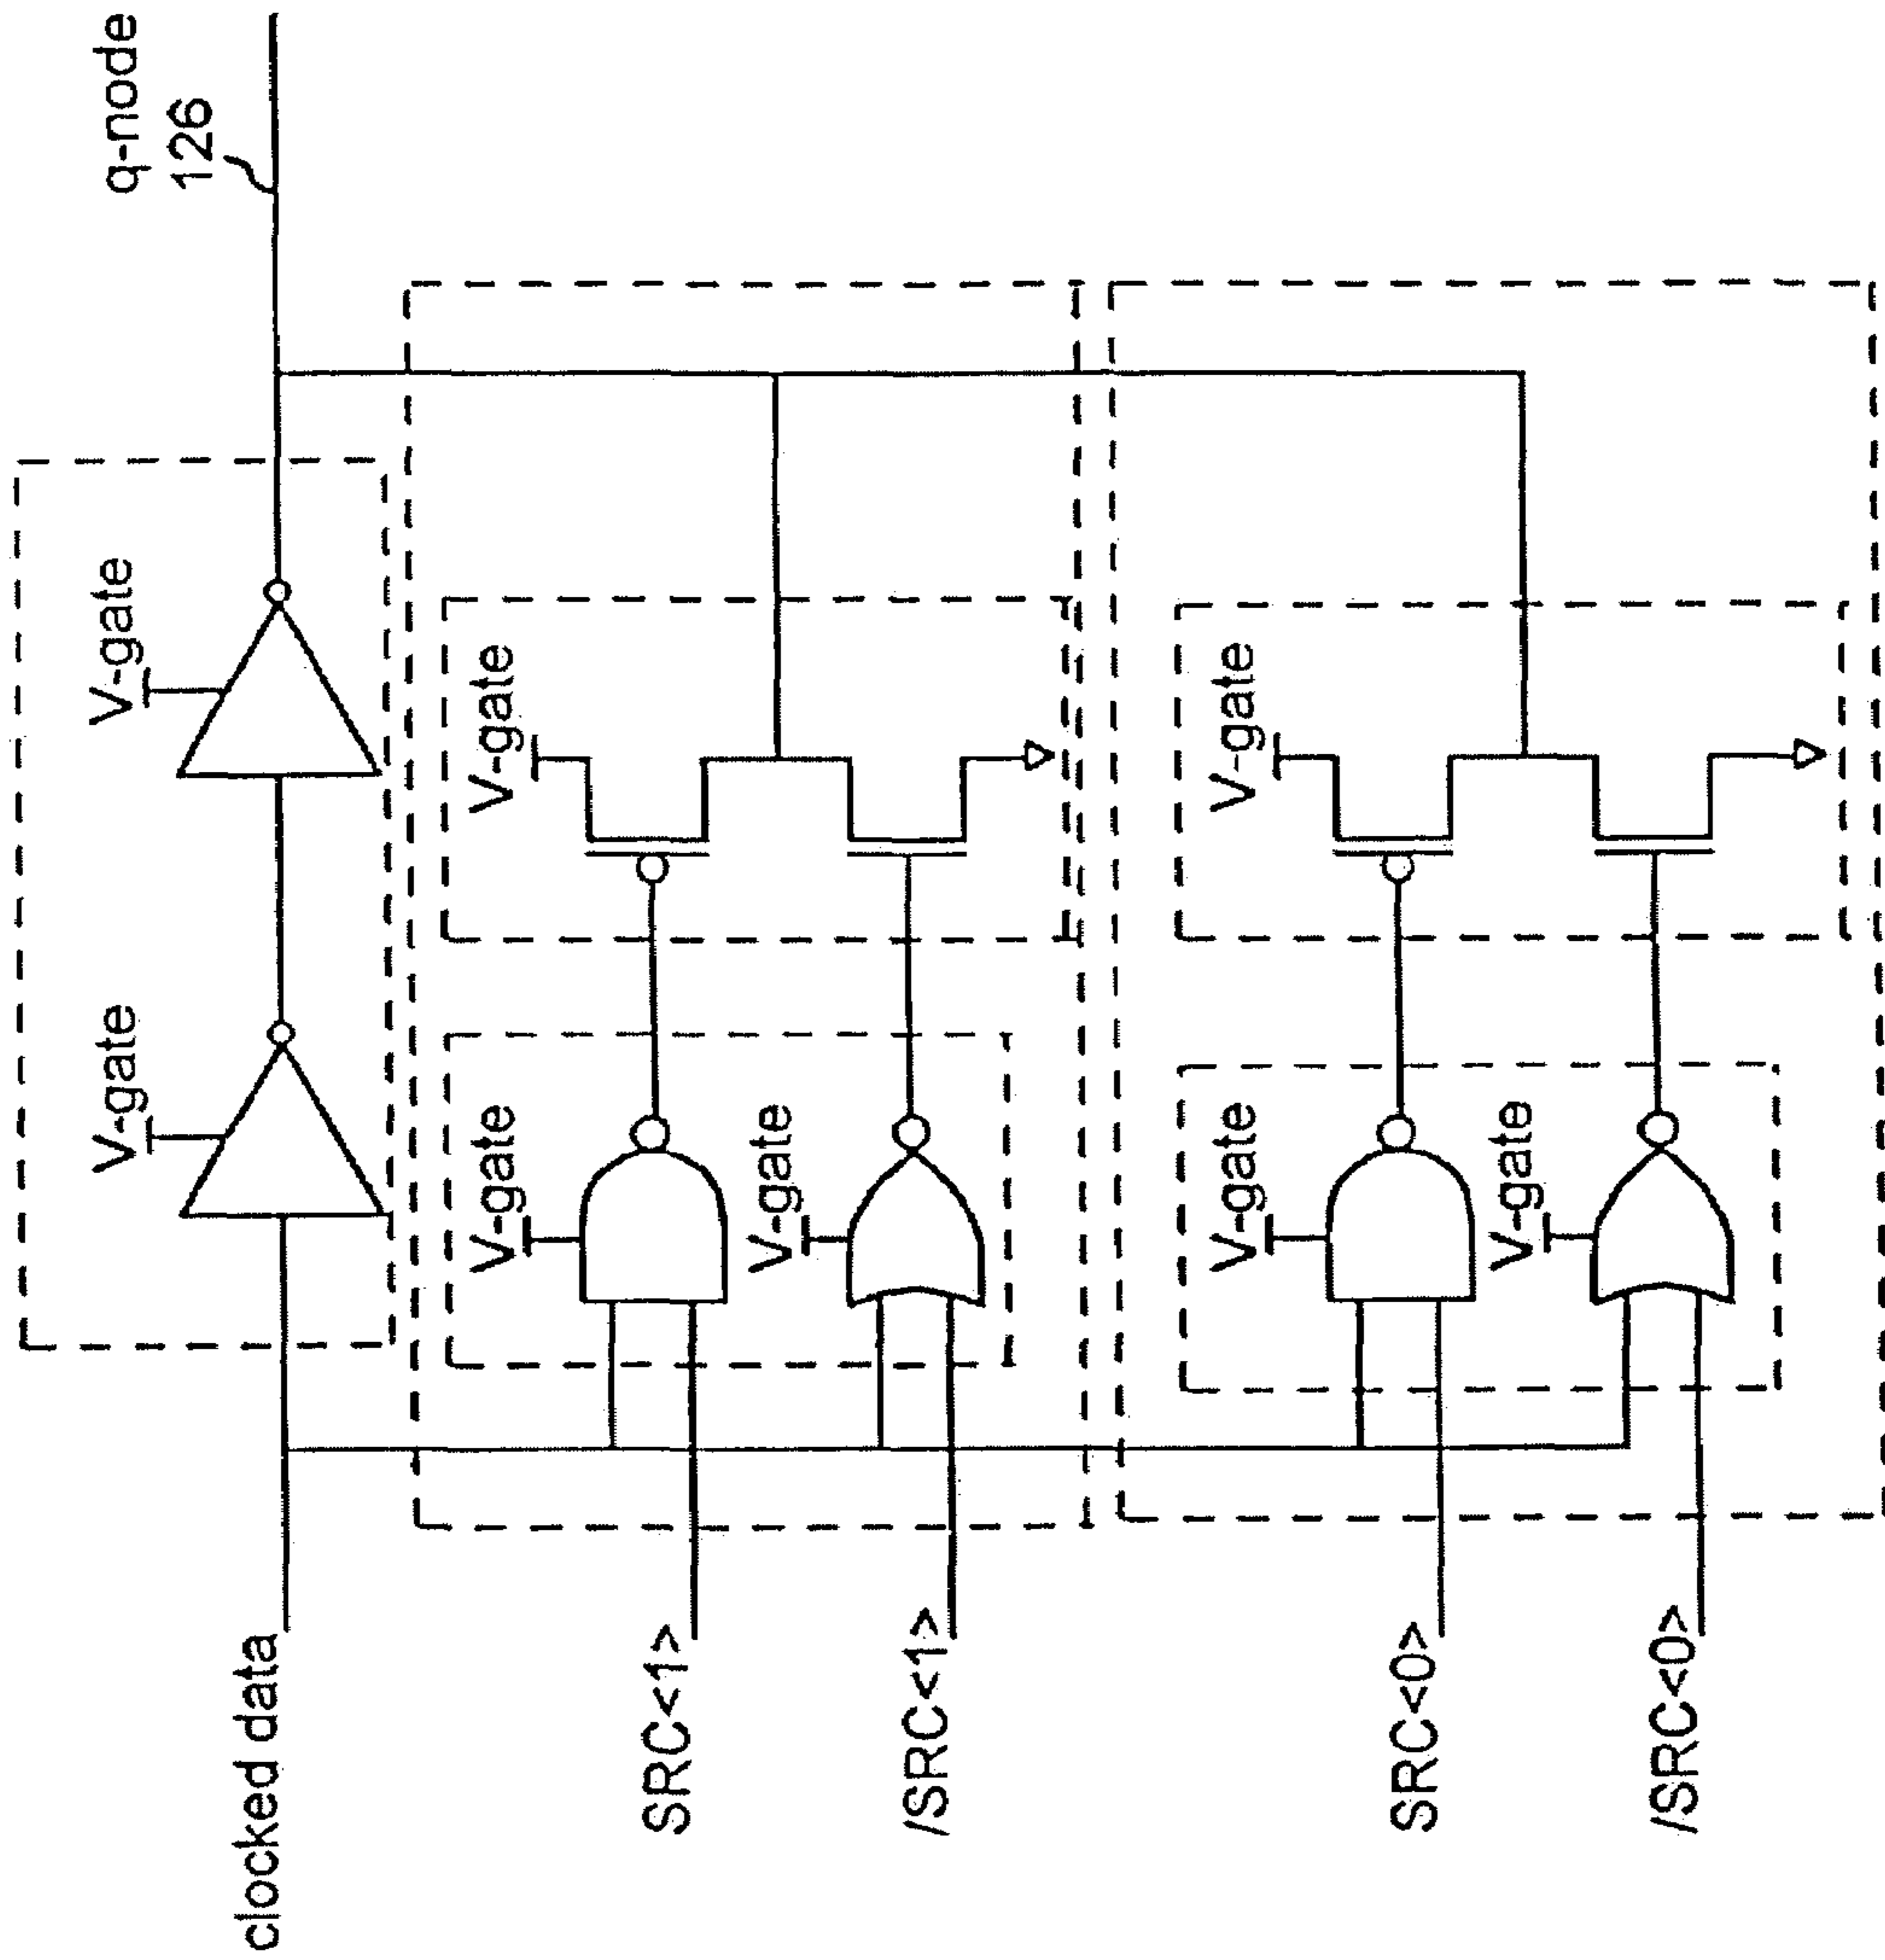 q-node
126
V-gate
V-gate
clocked data
V-gate
V-gate
V-gate
SRC<1>
/SRC<1>
V-gate
V-gate
V-gate
SRC<0>
/SRC<0>